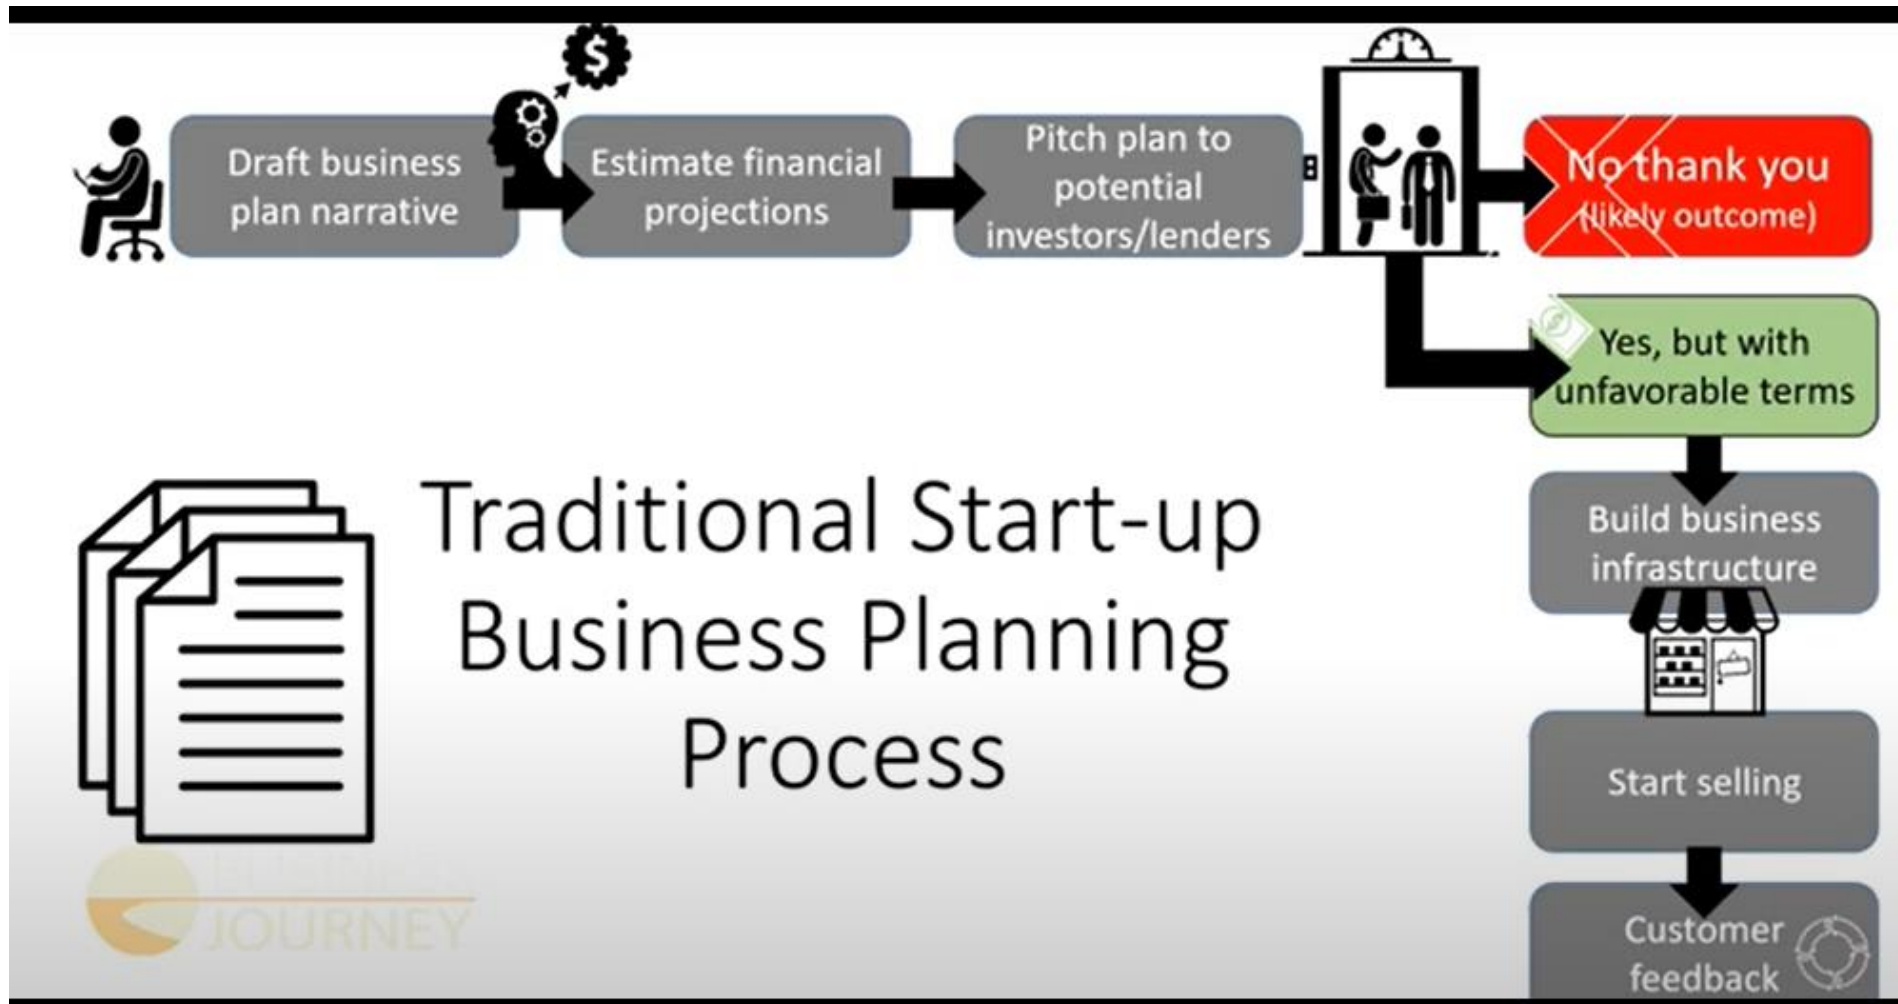 Draft business
plan narrative
$
Estimate financial
projections
Pitch plan to
potential
investors/lenders
No thank you
(likely outcome)
$
Yes, but with
unfavorable terms
Build business
infrastructure
Start selling
Customer
feedback
Traditional Start-up
Business Planning
Process
BUSINESS
JOURNEY